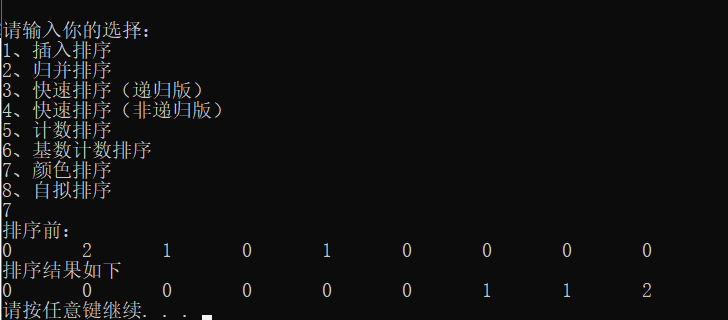 请输入你的选择：
1、插入排序
2、归并排序
3、快速排序（递归版）
4、快速排序（非递归版）
5、计数排序
6、基数计数排序
7、颜色排序
8、自拟排序
7
排序前：
0 2 1 0 1 0 0 0 0
排序结果如下
0 0 0 0 0 0 1 1 2
请按任意键继续. . .